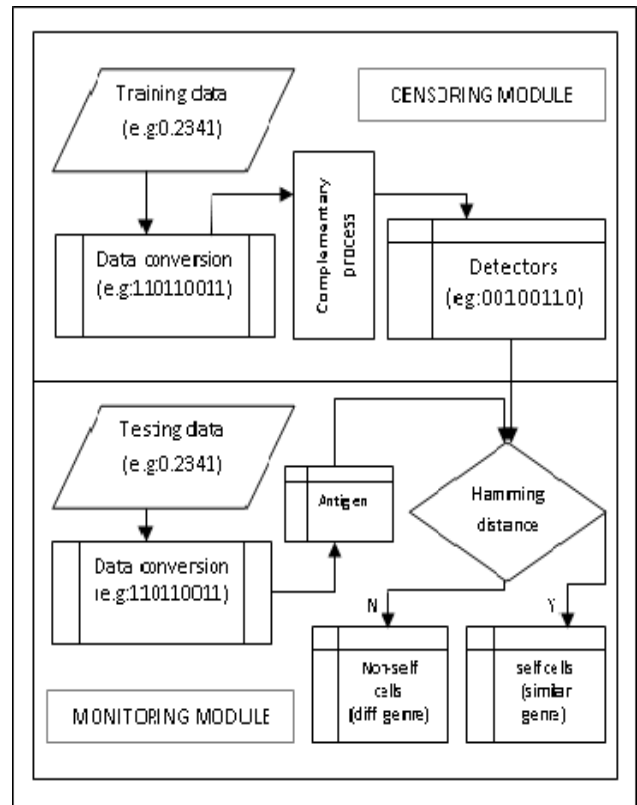 Training data
(e.g:0.2341)
CENSORING MODULE
Data conversion
(e.g:110110011)
Complementary
process
Detectors
(eg:00100110)
Testing data
(e.g:0.2341)
Antigen
Hamming
distance
Data conversion
(e.g:110110011)
N
Y
Non-self
cells
(diff genre)
self cells
(similar
genre)
MONITORING MODULE